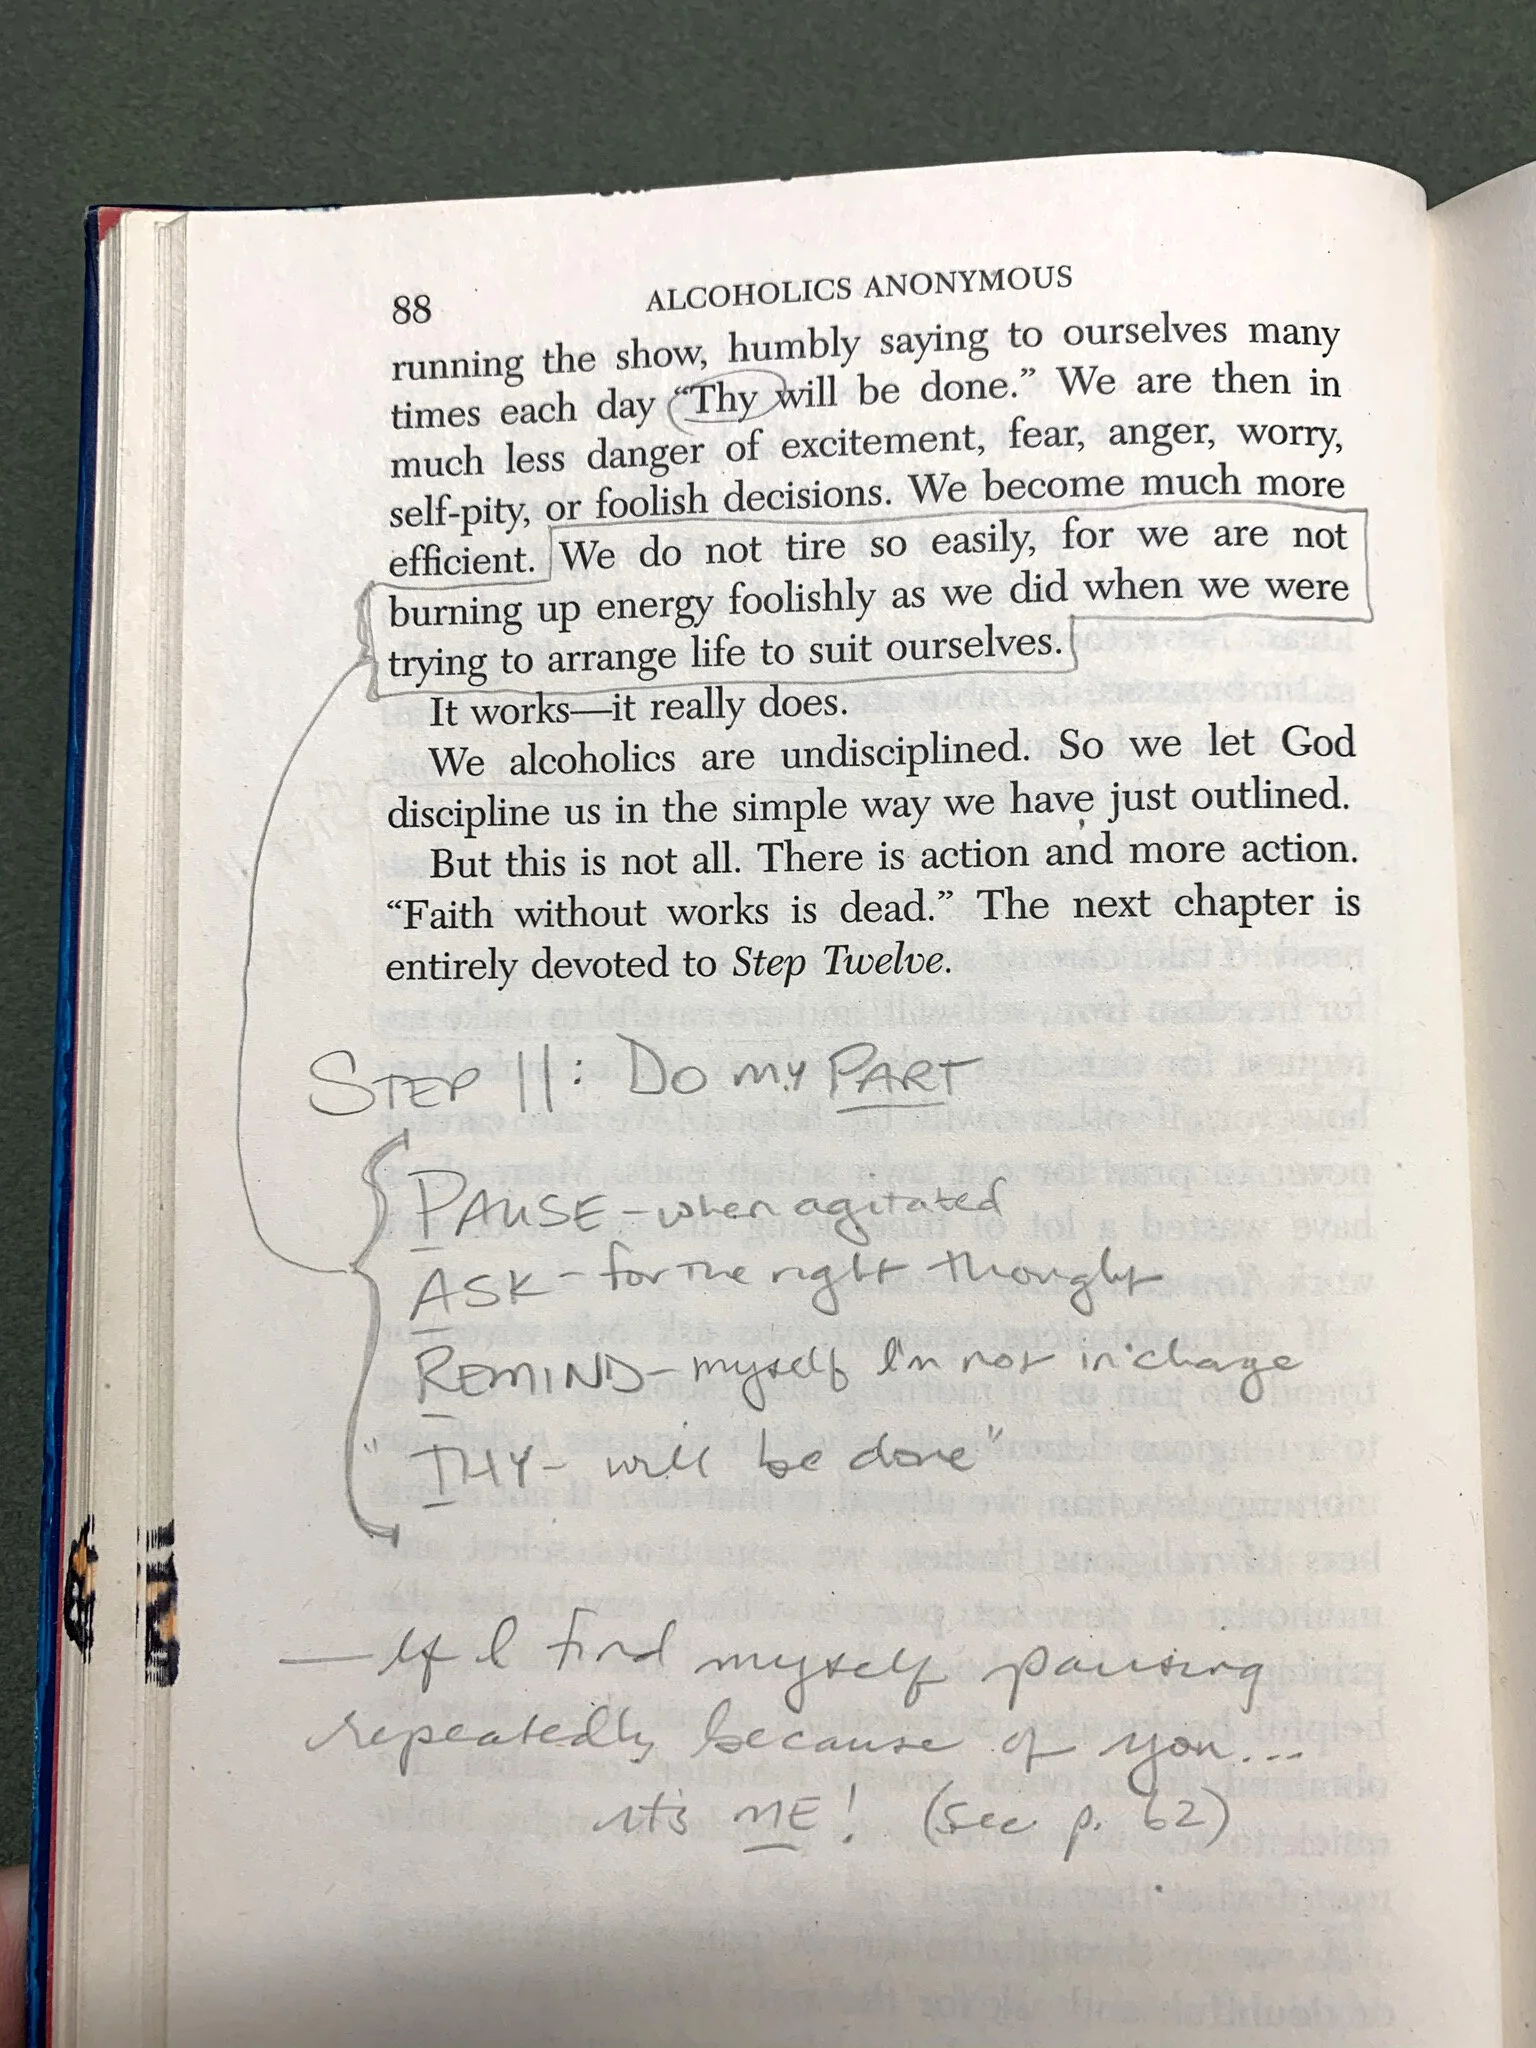 88 ALCOHOLICS ANONYMOUS
running the show, humbly saying to ourselves many
times each day “Thy will be done.” We are then in
much less danger of excitement, fear, anger, worry,
self-pity, or foolish decisions. We become much more
efficient. We do not tire so easily, for we are not
burning up energy foolishly as we did when we were
trying to arrange life to suit ourselves.
It works—it really does.
We alcoholics are undisciplined. So we let God
discipline us in the simple way we have just outlined.
But this is not all. There is action and more action.
“Faith without works is dead.” The next chapter is
entirely devoted to Step Twelve.
STEP 11: DO MY PART
PAUSE - when agitated
ASK - for the right thought
REMIND - myself I'm not in charge
"THY - will be done"
— If I find myself pausing
repeatedly because of you...
it's ME! (see p. 62)